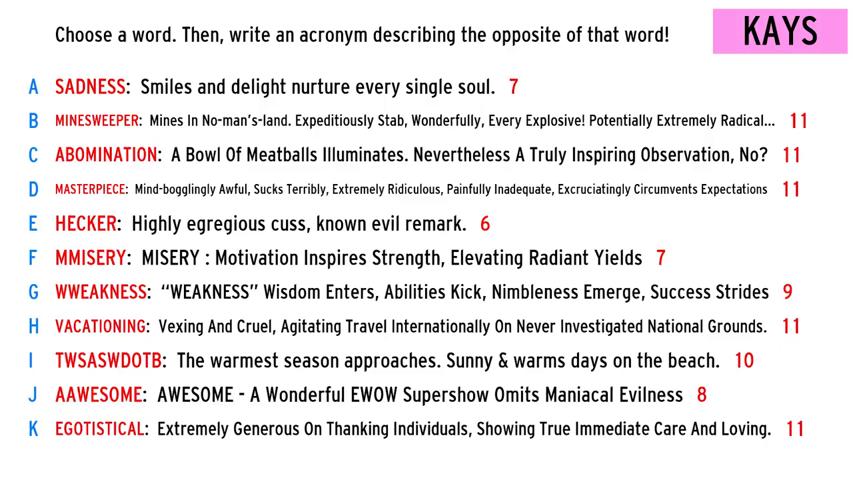 Choose a word. Then, write an acronym describing the opposite of that word!
KAYS
A SADNESS: Smiles and delight nurture every single soul. 7
B MINESWEEPER: Mines In No-man's-land. Expeditiously Stab, Wonderfully, Every Explosive! Potentially Extremely Radical... 11
C ABOMINATION: A Bowl Of Meatballs Illuminates. Nevertheless A Truly Inspiring Observation, No? 11
D MASTERPIECE: Mind-bogglingly Awful, Sucks Terribly, Extremely Ridiculous, Painfully Inadequate, Excruciatingly Circumvents Expectations 11
E HECKER: Highly egregious cuss, known evil remark. 6
F MMISERY: MISERY : Motivation Inspires Strength, Elevating Radiant Yields 7
G WWEAKNESS: “WEAKNESS” Wisdom Enters, Abilities Kick, Nimbleness Emerge, Success Strides 9
H VACATIONING: Vexing And Cruel, Agitating Travel Internationally On Never Investigated National Grounds. 11
I TWSASWDOTB: The warmest season approaches. Sunny & warms days on the beach. 10
J AAWESOME: AWESOME - A Wonderful EWOW Supershow Omits Maniacal Evilness 8
K EGOTISTICAL: Extremely Generous On Thanking Individuals, Showing True Immediate Care And Loving. 11